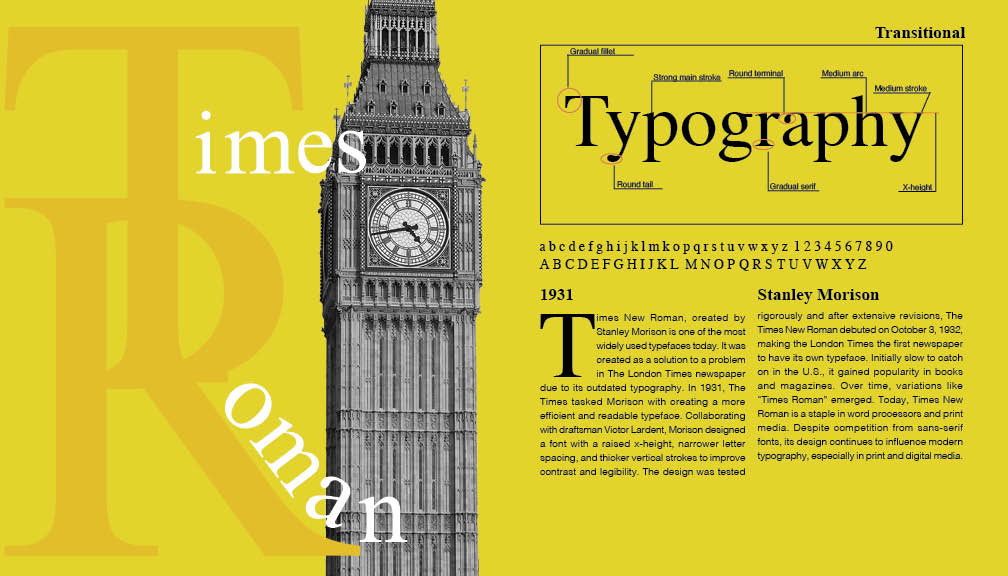 Times
Roman
Transitional
Gradual fillet
Strong main stroke
Round terminal
Medium arc
Medium stroke
Typography
Round tail
Gradual serif
X-height
a b c d e f g h i j k l m k o p q r s t u v w x y z 1 2 3 4 5 6 7 8 9 0
A B C D E F G H I J K L M N O P Q R S T U V W X Y Z
1931
Times New Roman, created by
Stanley Morison is one of the most
widely used typefaces today. It was
created as a solution to a problem
in The London Times newspaper
due to its outdated typography. In 1931, The
Times tasked Morison with creating a more
efficient and readable typeface. Collaborating
with draftsman Victor Lardent, Morison designed
a font with a raised x-height, narrower letter
spacing, and thicker vertical strokes to improve
contrast and legibility. The design was tested
Stanley Morison
rigorously and after extensive revisions, The
Times New Roman debuted on October 3, 1932,
making the London Times the first newspaper
to have its own typeface. Initially slow to catch
on in the U.S., it gained popularity in books
and magazines. Over time, variations like
“Times Roman” emerged. Today, Times New
Roman is a staple in word processors and print
media. Despite competition from sans-serif
fonts, its design continues to influence modern
typography, especially in print and digital media.